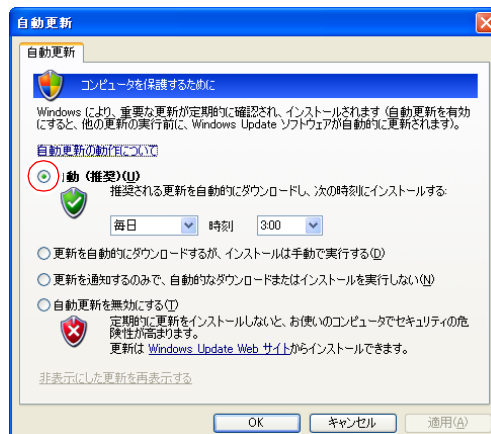 自動更新
自動更新
コンピュータを保護するために
Windows により、重要な更新が定期的に確認され、インストールされます (自動更新を有効
にすると、他の更新の実行前に、Windows Update ソフトウェアが自動的に更新されます)。
自動更新の動作について
動 (推奨)(U)
推奨される更新を自動的にダウンロードし、次の時刻にインストールする:
毎日 時刻 3:00
更新を自動的にダウンロードするが、インストールは手動で実行する(D)
更新を通知するのみで、自動的なダウンロードまたはインストールを実行しない(N)
自動更新を無効にする(T)
定期的に更新をインストールしないと、お使いのコンピュータでセキュリティの危
険性が高まります。
更新は Windows Update Web サイトからインストールできます。
非表示にした更新を再表示する
OK キャンセル 適用(A)